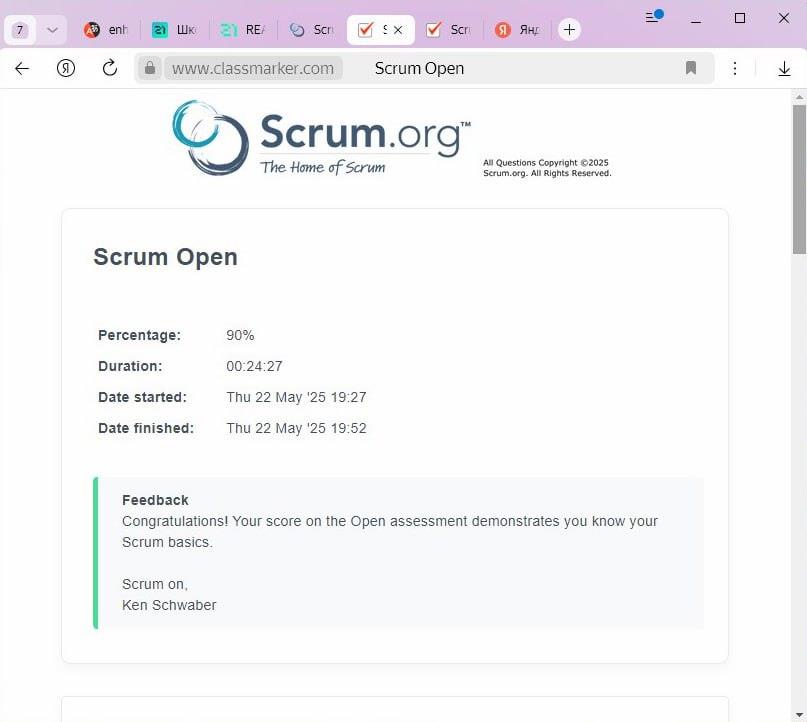 7 enh Шк REA Scr S Scr Янд
www.classmarker.com Scrum Open
Scrum.org™
The Home of Scrum
All Questions Copyright ©2025
Scrum.org. All Rights Reserved.
Scrum Open
Percentage: 90%
Duration: 00:24:27
Date started: Thu 22 May '25 19:27
Date finished: Thu 22 May '25 19:52
Feedback
Congratulations! Your score on the Open assessment demonstrates you know your
Scrum basics.
Scrum on,
Ken Schwaber